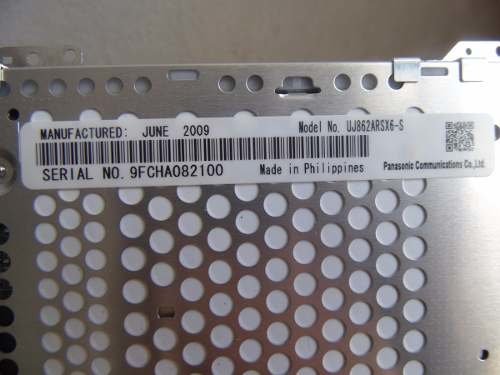 MANUFACTURED: JUNE 2009 Model No. UJ862ARSX6-S
SERIAL NO. 9FCHA082100 Made in Philippines Panasonic Communications Co.,Ltd.